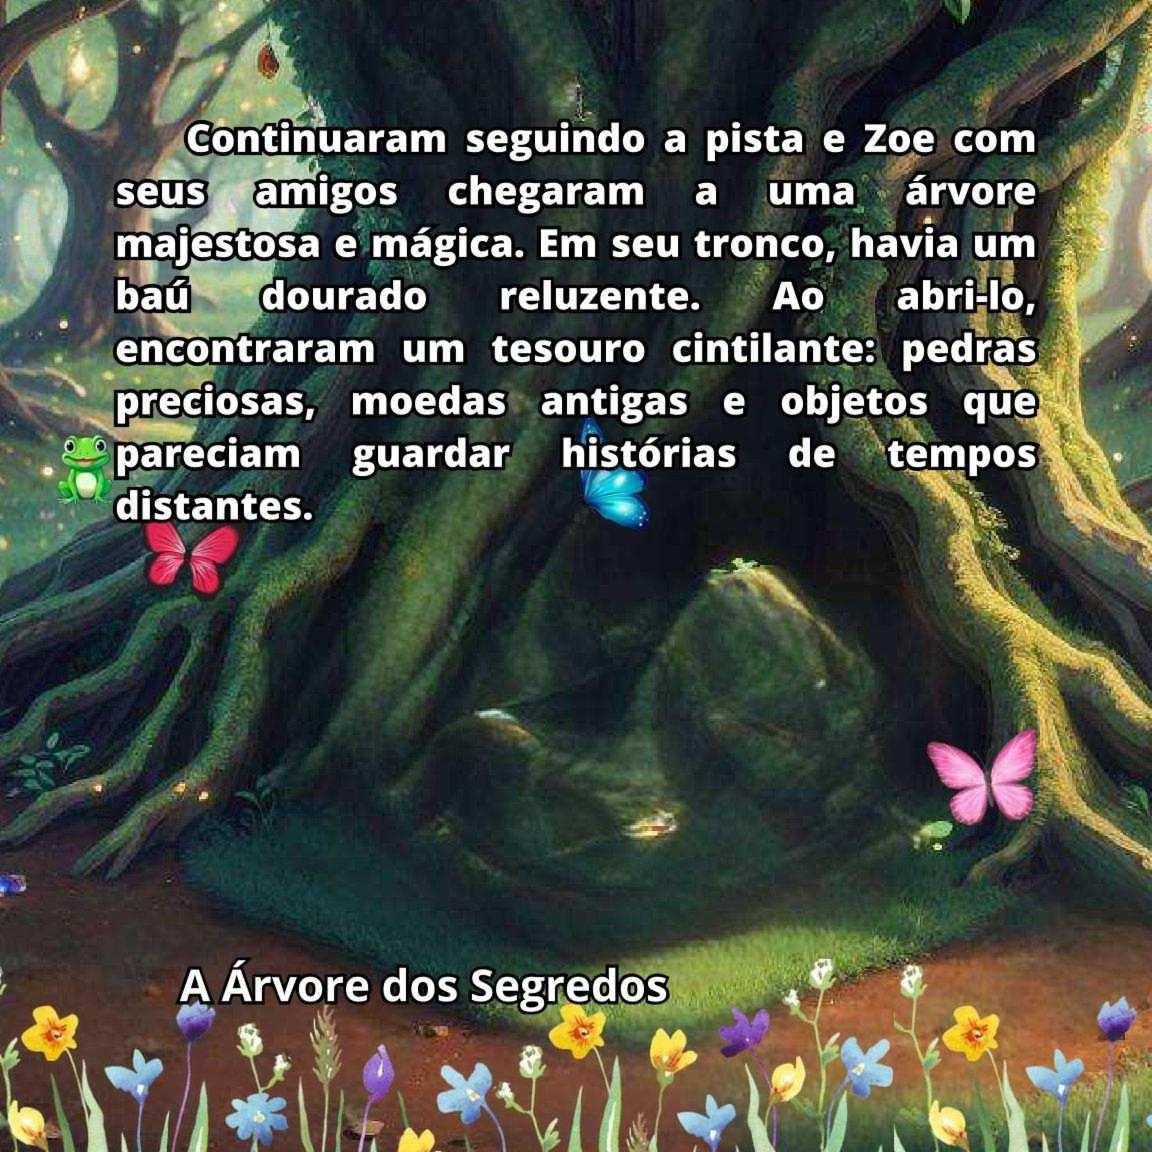 Continuaram seguindo a pista e Zoe com
seus amigos chegaram a uma árvore
majestosa e mágica. Em seu tronco, havia um
baú dourado reluzente. Ao abri-lo,
encontraram um tesouro cintilante: pedras
preciosas, moedas antigas e objetos que
pareciam guardar histórias de tempos
distantes.
A Árvore dos Segredos